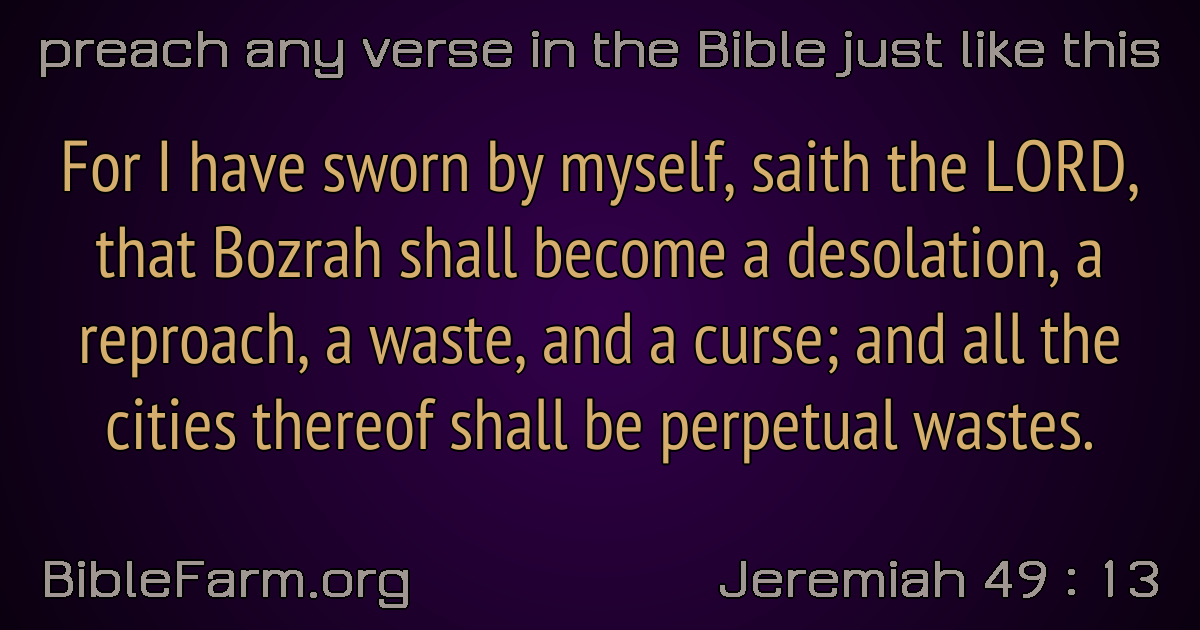 preach any verse in the Bible just like this
For I have sworn by myself, saith the LORD,
that Bozrah shall become a desolation, a
reproach, a waste, and a curse; and all the
cities thereof shall be perpetual wastes.
BibleFarm.org
Jeremiah 49 : 13